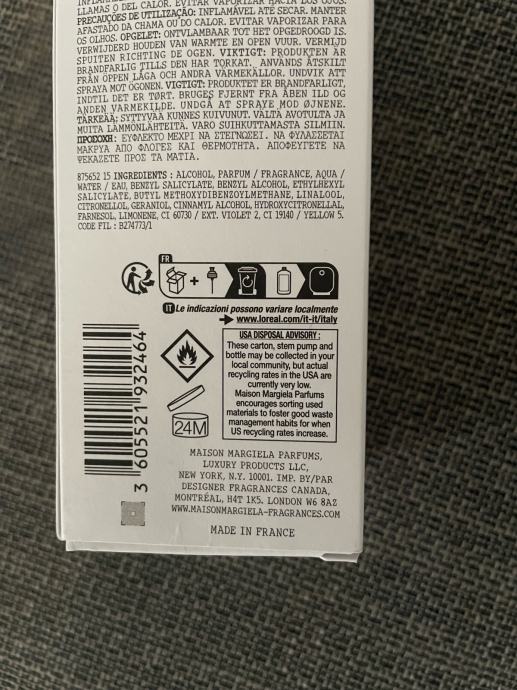 LLAMAS O DEL CALOR. EVITAR VAPORIZAR HACIA LOS OJOS.
PRECAUÇÕES DE UTILIZAÇÃO: INFLAMÁVEL ATÉ SECAR. MANTER
AFASTADO DA CHAMA OU DO CALOR. EVITAR VAPORIZAR PARA
OS OLHOS. OPGELET: ONTVLAMBAAR TOT HET OPGEDROOGD IS.
VERWIJDERD HOUDEN VAN WARMTE EN OPEN VUUR. VERMIJD
SPUITEN RICHTING DE OGEN. VIKTIGT: PRODUKTEN ÄR
BRANDFARLIG TILLS DEN HAR TORKAT. ANVÄNDS ÅTSKILT
FRÅN ÖPPEN LÅGA OCH ANDRA VÄRMEKÄLLOR. UNDVIK ATT
SPRAYA MOT ÖGONEN. VIGTIGT: PRODUKTET ER BRANDFARLIGT,
INDTIL DET ER TØRT. BRUGES FJERNT FRA ÅBEN ILD OG
ANDEN VARMEKILDE. UNDGÅ AT SPRAYE MOD ØJNENE.
TÄRKEÄÄ: SYTTYVÄÄ KUNNES KUIVUNUT. VÄLTÄ AVOTULTA JA
MUITA LÄMMÖNLÄHTEITÄ. VARO SUIHKUTTAMASTA SILMIIN.
ΠΡΟΣΟΧΗ: ΕΥΦΛΕΚΤΟ ΜΕΧΡΙ ΝΑ ΣΤΕΓΝΩΣΕΙ. ΝΑ ΦΥΛΑΣΣΕΤΑΙ
ΜΑΚΡΥΑ ΑΠΟ ΦΛΟΓΕΣ ΚΑΙ ΘΕΡΜΟΤΗΤΑ. ΑΠΟΦΕΥΓΕΤΕ ΝΑ
ΨΕΚΑΖΕΤΕ ΠΡΟΣ ΤΑ ΜΑΤΙΑ.
875652 15 INGREDIENTS : ALCOHOL, PARFUM / FRAGRANCE, AQUA /
WATER / EAU, BENZYL SALICYLATE, BENZYL ALCOHOL, ETHYLHEXYL
SALICYLATE, BUTYL METHOXYDIBENZOYLMETHANE, LINALOOL,
CITRONELLOL, GERANIOL, CINNAMYL ALCOHOL, HYDROXYCITRONELLAL,
FARNESOL, LIMONENE, CI 60730 / EXT. VIOLET 2, CI 19140 / YELLOW 5.
CODE FIL : B274773/1
FR
+
IT Le indicazioni possono variare localmente
www.loreal.com/it-it/italy
USA DISPOSAL ADVISORY :
These carton, stem pump and
bottle may be collected in your
local community, but actual
recycling rates in the USA are
currently very low.
Maison Margiela Parfums
encourages sorting used
materials to foster good waste
management habits for when
US recycling rates increase.
24M
3 605521 932464
MAISON MARGIELA PARFUMS,
LUXURY PRODUCTS LLC,
NEW YORK, N.Y. 10001. IMP. BY/PAR
DESIGNER FRAGRANCES CANADA,
MONTRÉAL, H4T 1K5. LONDON W6 8AZ
WWW.MAISONMARGIELA-FRAGRANCES.COM
MADE IN FRANCE